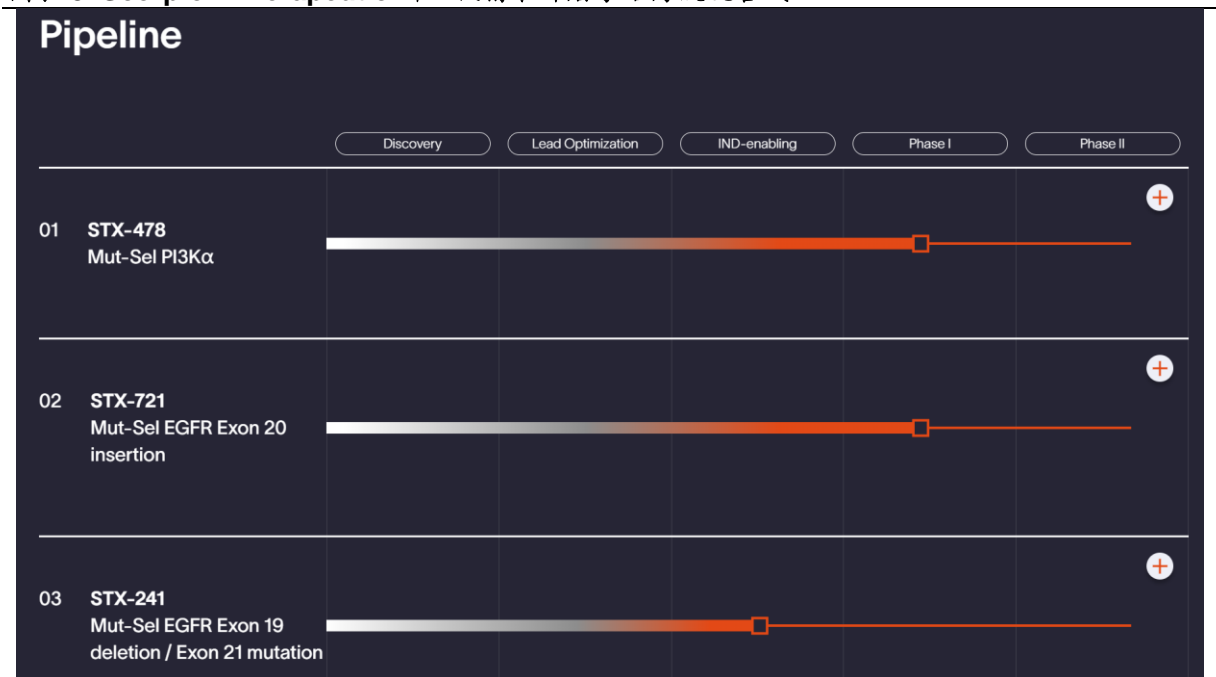 Pipeline
Discovery
Lead Optimization
IND-enabling
Phase I
Phase II
01
STX-478
Mut-Sel PI3Kα
02
STX-721
Mut-Sel EGFR Exon 20
insertion
03
STX-241
Mut-Sel EGFR Exon 19
deletion / Exon 21 mutation